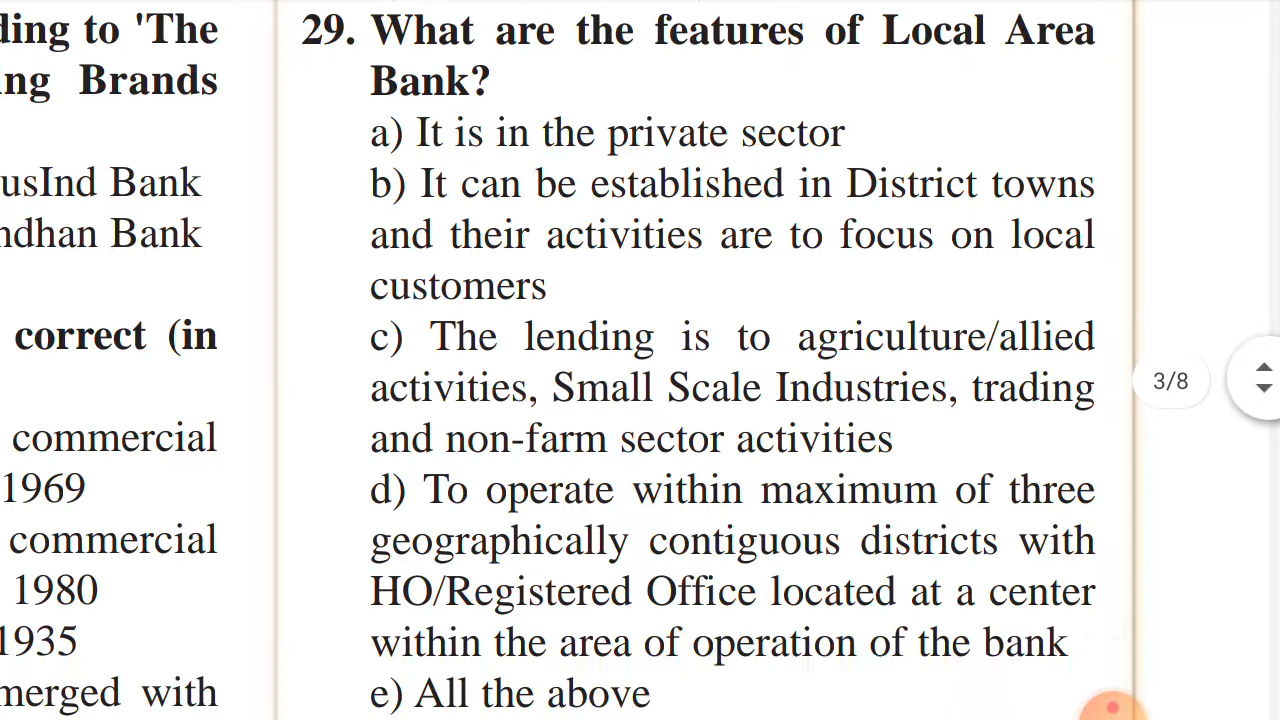 ding to 'The
ing Brands
usInd Bank
ndhan Bank
correct (in
commercial
1969
commercial
1980
1935
merged with
29. What are the features of Local Area
Bank?
a) It is in the private sector
b) It can be established in District towns
and their activities are to focus on local
customers
c) The lending is to agriculture/allied
activities, Small Scale Industries, trading
and non-farm sector activities
d) To operate within maximum of three
geographically contiguous districts with
HO/Registered Office located at a center
within the area of operation of the bank
e) All the above
3/8